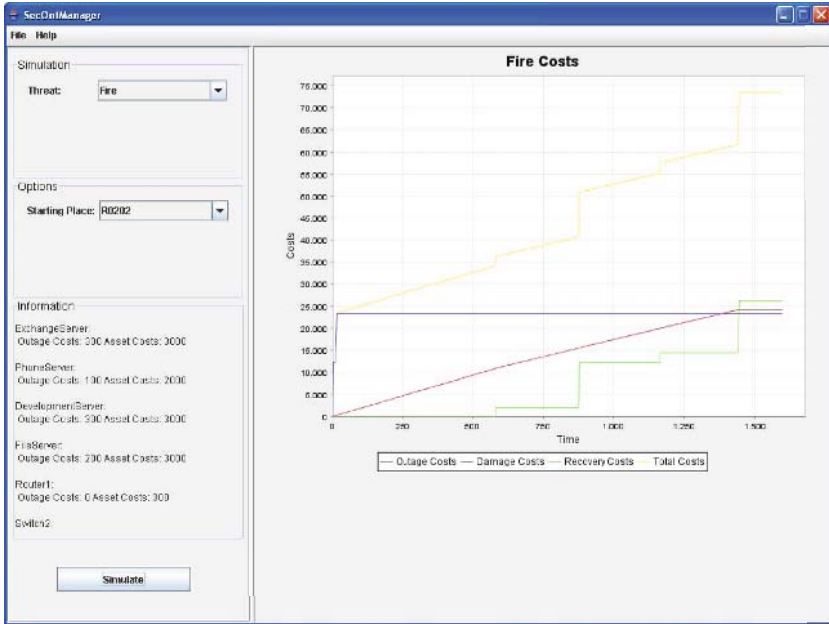 SecOntManager
File Help
Simulation
Threat: Fire
Options
Starting Place: R0202
Information
ExchangeServer:
Outage Costs: 300 Asset Costs: 3000
PhoneServer:
Outage Costs: 100 Asset Costs: 2000
DevelopmentServer:
Outage Costs: 300 Asset Costs: 3000
FileServer:
Outage Costs: 200 Asset Costs: 3000
Router1:
Outage Costs: 0 Asset Costs: 300
Switch2:
Simulate
Fire Costs
75.000
70.000
65.000
60.000
55.000
50.000
45.000
40.000
35.000
30.000
25.000
20.000
15.000
10.000
5.000
0
Costs
0 250 500 750 1.000 1.250 1.500
Time
Outage Costs Damage Costs Recovery Costs Total Costs